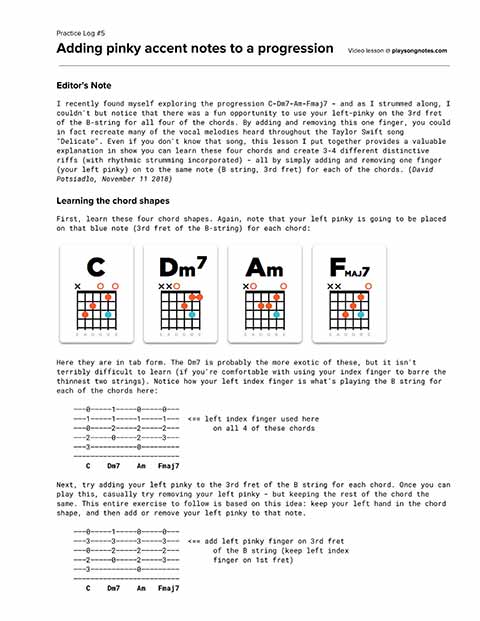 Practice Log #5
Adding pinky accent notes to a progression
Video lesson @ playsongnotes.com
Editor's Note
I recently found myself exploring the progression C-Dm7-Am-Fmaj7 – and as I strummed along, I
couldn't but notice that there was a fun opportunity to use your left-pinky on the 3rd fret
of the B-string for all four of the chords. By adding and removing this one finger, you could
in fact recreate many of the vocal melodies heard throughout the Taylor Swift song
"Delicate". Even if you don't know that song, this lesson I put together provides a valuable
explanation in show you can learn these four chords and create 3-4 different distinctive
riffs (with rhythmic strumming incorporated) – all by simply adding and removing one finger
(your left pinky) on to the same note (B string, 3rd fret) for each of the chords. (David
Potsiadlo, November 11 2018)
Learning the chord shapes
First, learn these four chord shapes. Again, note that your left pinky is going to be placed
on that blue note (3rd fret of the B-string) for each chord:
C Dm7 Am FMAJ7
Here they are in tab form. The Dm7 is probably the more exotic of these, but it isn't
terribly difficult to learn (if you're comfortable with using your index finger to barre the
thinnest two strings). Notice how your left index finger is what's playing the B string for
each of the chords here:
---0-----1-----0-----0---
---1-----1-----1-----1--- <== left index finger used here
---0-----2-----2-----2--- on all 4 of these chords
---2-----0-----2-----3---
---3-----------0---------
-------------------------
C Dm7 Am Fmaj7
Next, try adding your left pinky to the 3rd fret of the B string for each chord. Once you can
play this, casually try removing your left pinky – but keeping the rest of the chord the
same. This entire exercise to follow is based on this idea: keep your left hand in the chord
shape, and then add or remove your left pinky to that note.
---0-----1-----0-----0---
---3-----3-----3-----3--- <== add left pinky finger on 3rd fret
---0-----2-----2-----2--- of the B string (keep left index
---2-----0-----2-----3--- finger on 1st fret)
---3-----------0---------
-------------------------
C Dm7 Am Fmaj7